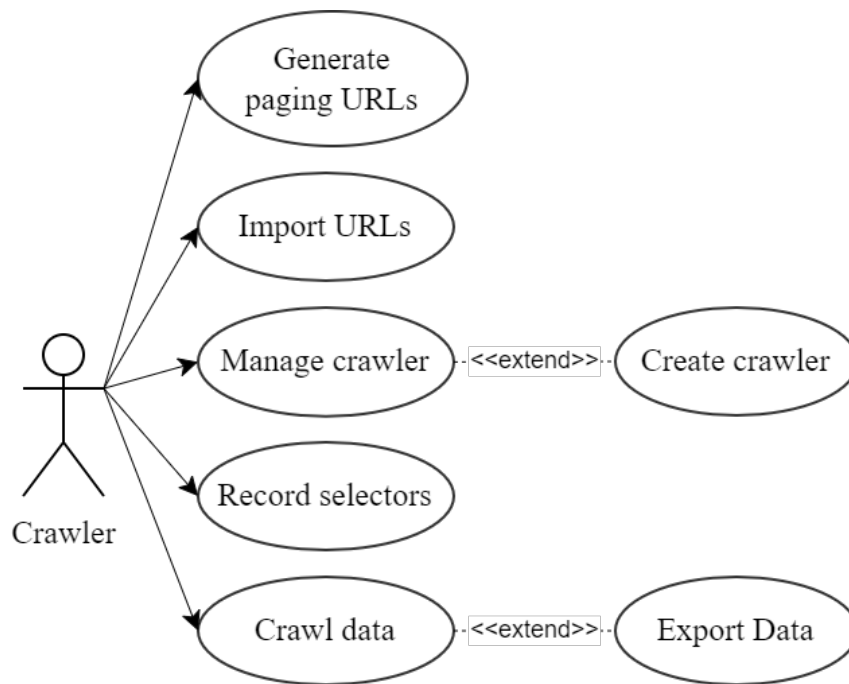 Generate
paging URLs
Import URLs
Manage crawler
<<extend>>
Create crawler
Record selectors
Crawler
Crawl data
<<extend>>
Export Data